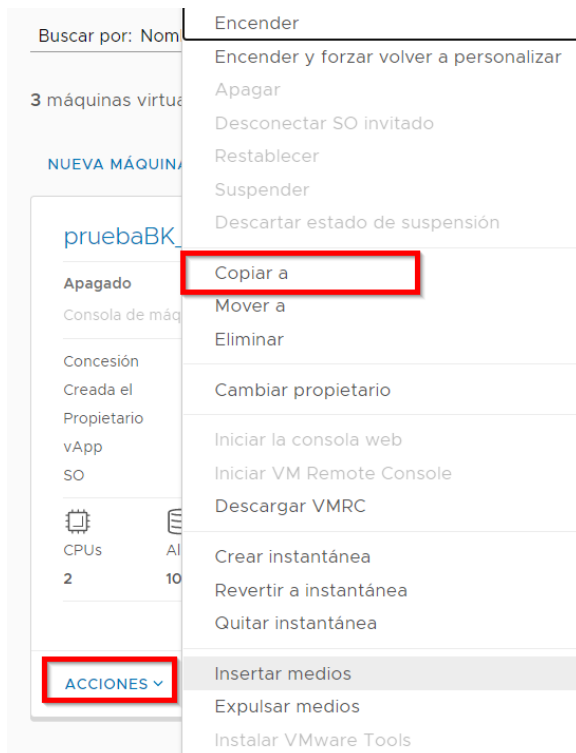 Buscar por: Nom
3 máquinas virtua
NUEVA MÁQUINA
pruebaBK_
Apagado
Consola de máq
Concesión
Creada el
Propietario
vApp
SO
CPUs
Al
2
10
ACCIONES
Encender
Encender y forzar volver a personalizar
Apagar
Desconectar SO invitado
Restablecer
Suspender
Descartar estado de suspensión
Copiar a
Mover a
Eliminar
Cambiar propietario
Iniciar la consola web
Iniciar VM Remote Console
Descargar VMRC
Crear instantánea
Revertir a instantánea
Quitar instantánea
Insertar medios
Expulsar medios
Instalar VMware Tools